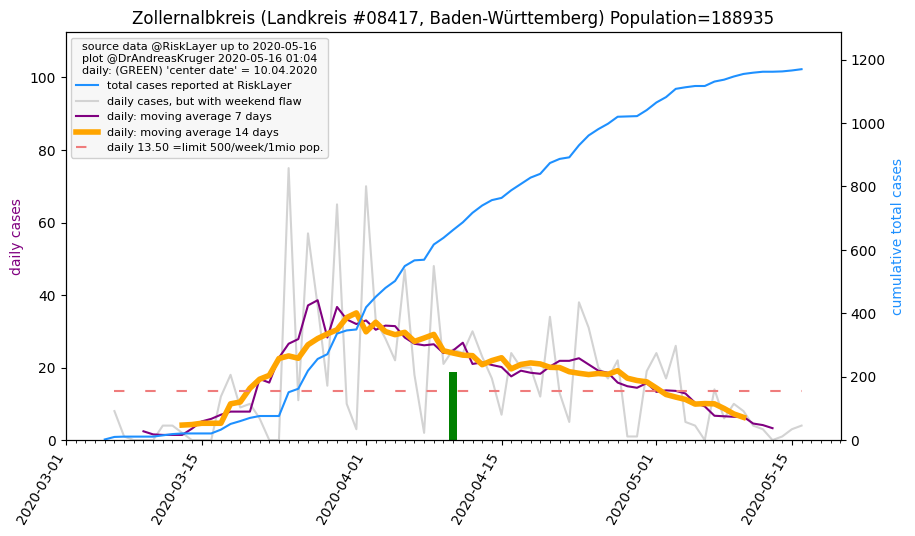 Zollernalbkreis (Landkreis #08417, Baden-Württemberg) Population=188935
source data @RiskLayer up to 2020-05-16
plot @DrAndreasKruger 2020-05-16 01:04
daily: (GREEN) 'center date' = 10.04.2020
total cases reported at RiskLayer
daily cases, but with weekend flaw
daily: moving average 7 days
daily: moving average 14 days
daily 13.50 =limit 500/week/1mio pop.
daily cases
100
80
60
40
20
0
cumulative total cases
1200
1000
800
600
400
200
0
2020-03-01
2020-03-15
2020-04-01
2020-04-15
2020-05-01
2020-05-15